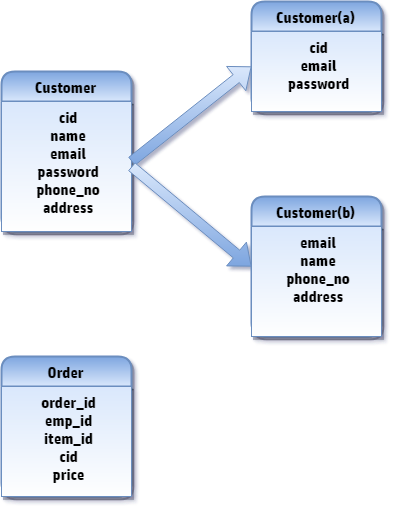 Customer
cid
name
email
password
phone_no
address
Customer(a)
cid
email
password
Customer(b)
email
name
phone_no
address
Order
order_id
emp_id
item_id
cid
price